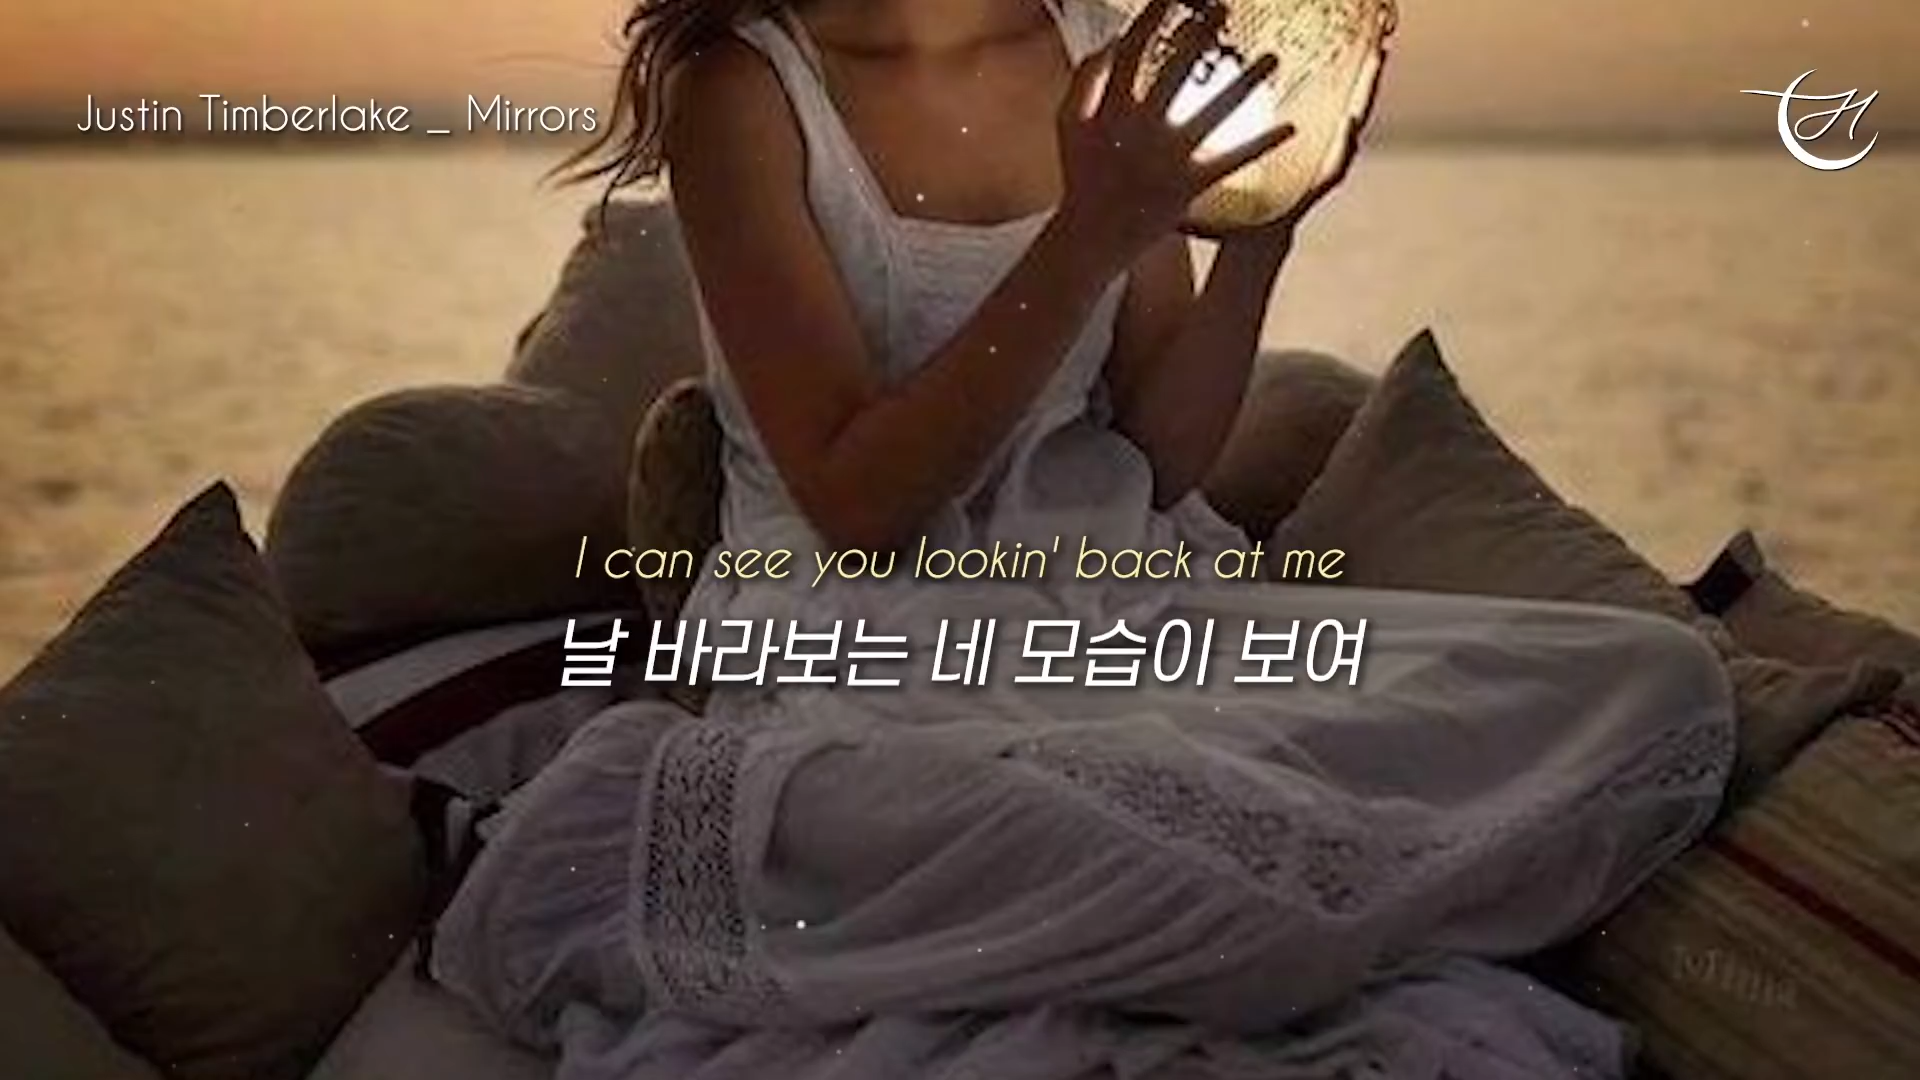 Justin Timberlake _ Mirrors
I can see you lookin' back at me
날 바라보는 네 모습이 보여